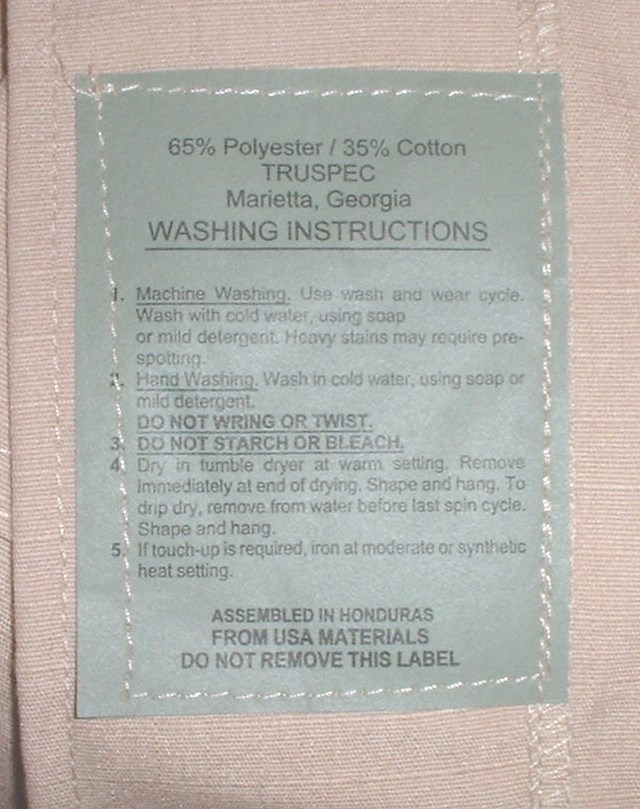 65% Polyester / 35% Cotton
TRUSPEC
Marietta, Georgia
WASHING INSTRUCTIONS
1. Machine Washing. Use wash and wear cycle.
Wash with cold water, using soap
or mild detergent. Heavy stains may require pre-
spotting.
2. Hand Washing. Wash in cold water, using soap or
mild detergent.
DO NOT WRING OR TWIST.
3. DO NOT STARCH OR BLEACH.
4. Dry in tumble dryer at warm setting. Remove
immediately at end of drying. Shape and hang. To
drip dry, remove from water before last spin cycle.
Shape and hang.
5. If touch-up is required, iron at moderate or synthetic
heat setting.
ASSEMBLED IN HONDURAS
FROM USA MATERIALS
DO NOT REMOVE THIS LABEL